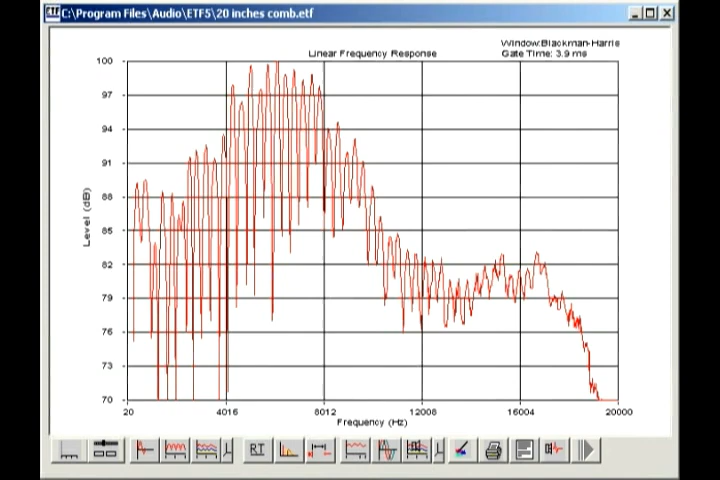 ETF C:\Program Files\Audio\ETF5\20 inches comb.etf
Window:Blackman-Harris
Linear Frequency Response
Gate Time: 3.9 ms
100
97
94
91
88
85
82
79
76
73
70
Level (dB)
20 4016 8012 12008 16004 20000
Frequency (Hz)
RT